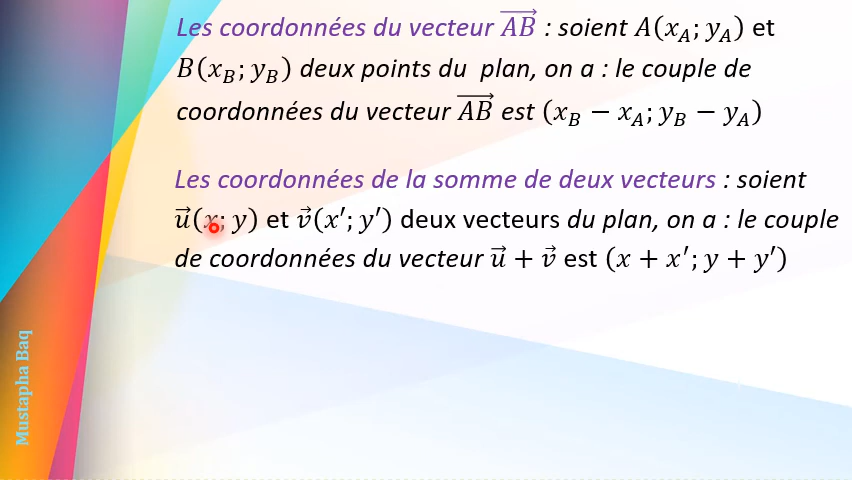 Les coordonnées du vecteur $\overrightarrow{AB}$ : soient $A(x_A; y_A)$ et
$B(x_B; y_B)$ deux points du plan, on a : le couple de
coordonnées du vecteur $\overrightarrow{AB}$ est $(x_B - x_A; y_B - y_A)$
Les coordonnées de la somme de deux vecteurs : soient
$\vec{u}(x; y)$ et $\vec{v}(x'; y')$ deux vecteurs du plan, on a : le couple
de coordonnées du vecteur $\vec{u} + \vec{v}$ est $(x + x'; y + y')$
Mustapha Baq